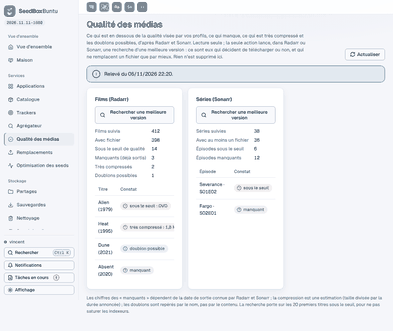 SeedBoxBuntu
2026.11.11-1008
Vue d'ensemble
Vue d'ensemble
Maison
Services
Applications
Catalogue
Trackers
Agrégateur
Qualité des médias
Remplacements
Optimisation des seeds
Stockage
Partages
Sauvegardes
Nettoyage
vincent
Rechercher
Ctrl K
Notifications
Tâches en cours
Affichage
Qualité des médias
Ce qui est en dessous de la qualité visée par vos profils, ce qui manque, ce qui est très compressé et
les doublons possibles, d'après Radarr et Sonarr. Lecture seule : la seule action lance, dans Radarr ou
Sonarr, une recherche d'une meilleure version : ce sont eux qui décident de télécharger ou non, et qui
ne remplacent un fichier que par mieux. Rien n'est supprimé ici.
Actualiser
Relevé du 05/11/2026 22:20.
Films (Radarr)
Rechercher une meilleure
version
Films suivis 412
Avec fichier 398
Sous le seuil de qualité 14
Manquants (déjà sortis) 3
Très compressés 2
Doublons possibles 1
Titre Constat
Alien
(1979)
sous le seuil : DVD
Heat
(1995)
très compressé :
Dune
(2021)
doublon possible
Absent
(2020)
manquant
Séries (Sonarr)
Rechercher une meilleure
version
Séries suivies 38
Avec au moins un fichier 36
Épisodes sous le seuil 6
Épisodes manquants 12
Épisode Constat
Severance ·
S01E02
sous le seuil
Fargo ·
S02E01
manquant
Les chiffres des « manquants » dépendent de la date de sortie connue par Radarr et Sonarr ; la compression est une estimation (taille divisée par la
durée annoncée) ; les doublons sont repérés par le nom, pas par le contenu. La recherche porte sur les 20 premiers titres sous le seuil, pour ne pas
saturer les indexeurs.